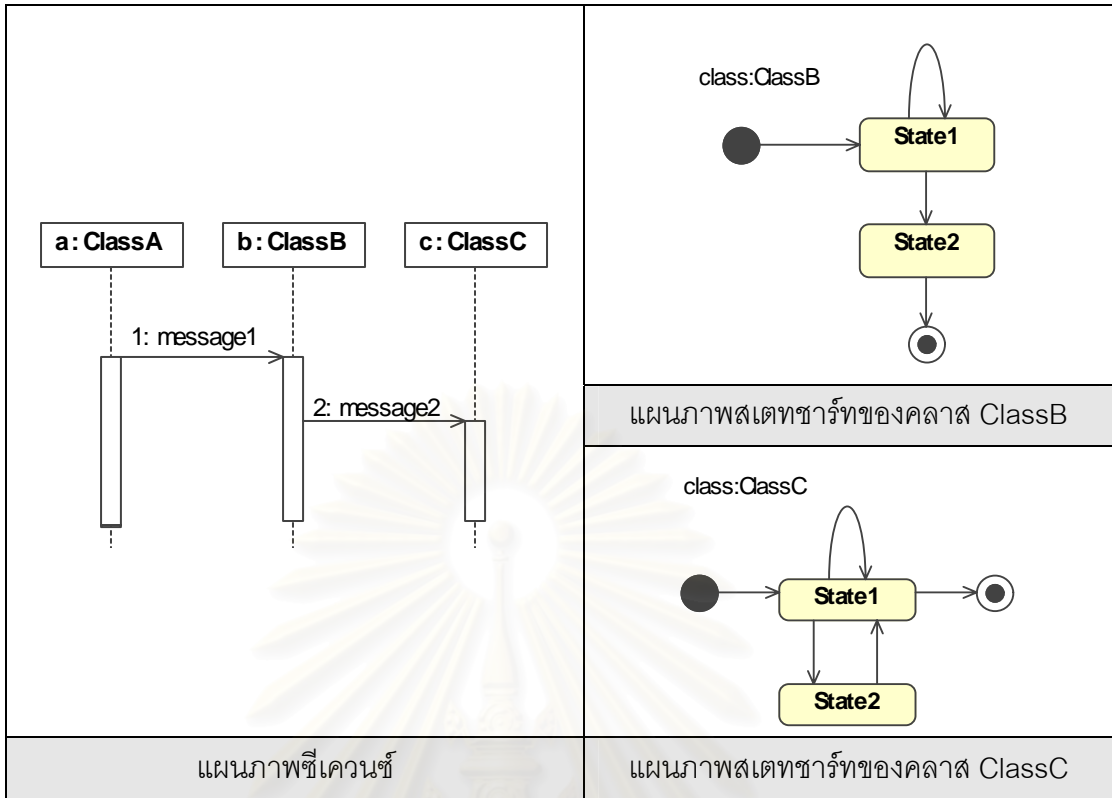 a : ClassA
b : ClassB
c : ClassC
1: message1
2: message2
แผนภาพซีเควนซ์
class:ClassB
State1
State2
แผนภาพสเตทชาร์ทของคลาส ClassB
class:ClassC
State1
State2
แผนภาพสเตทชาร์ทของคลาส ClassC